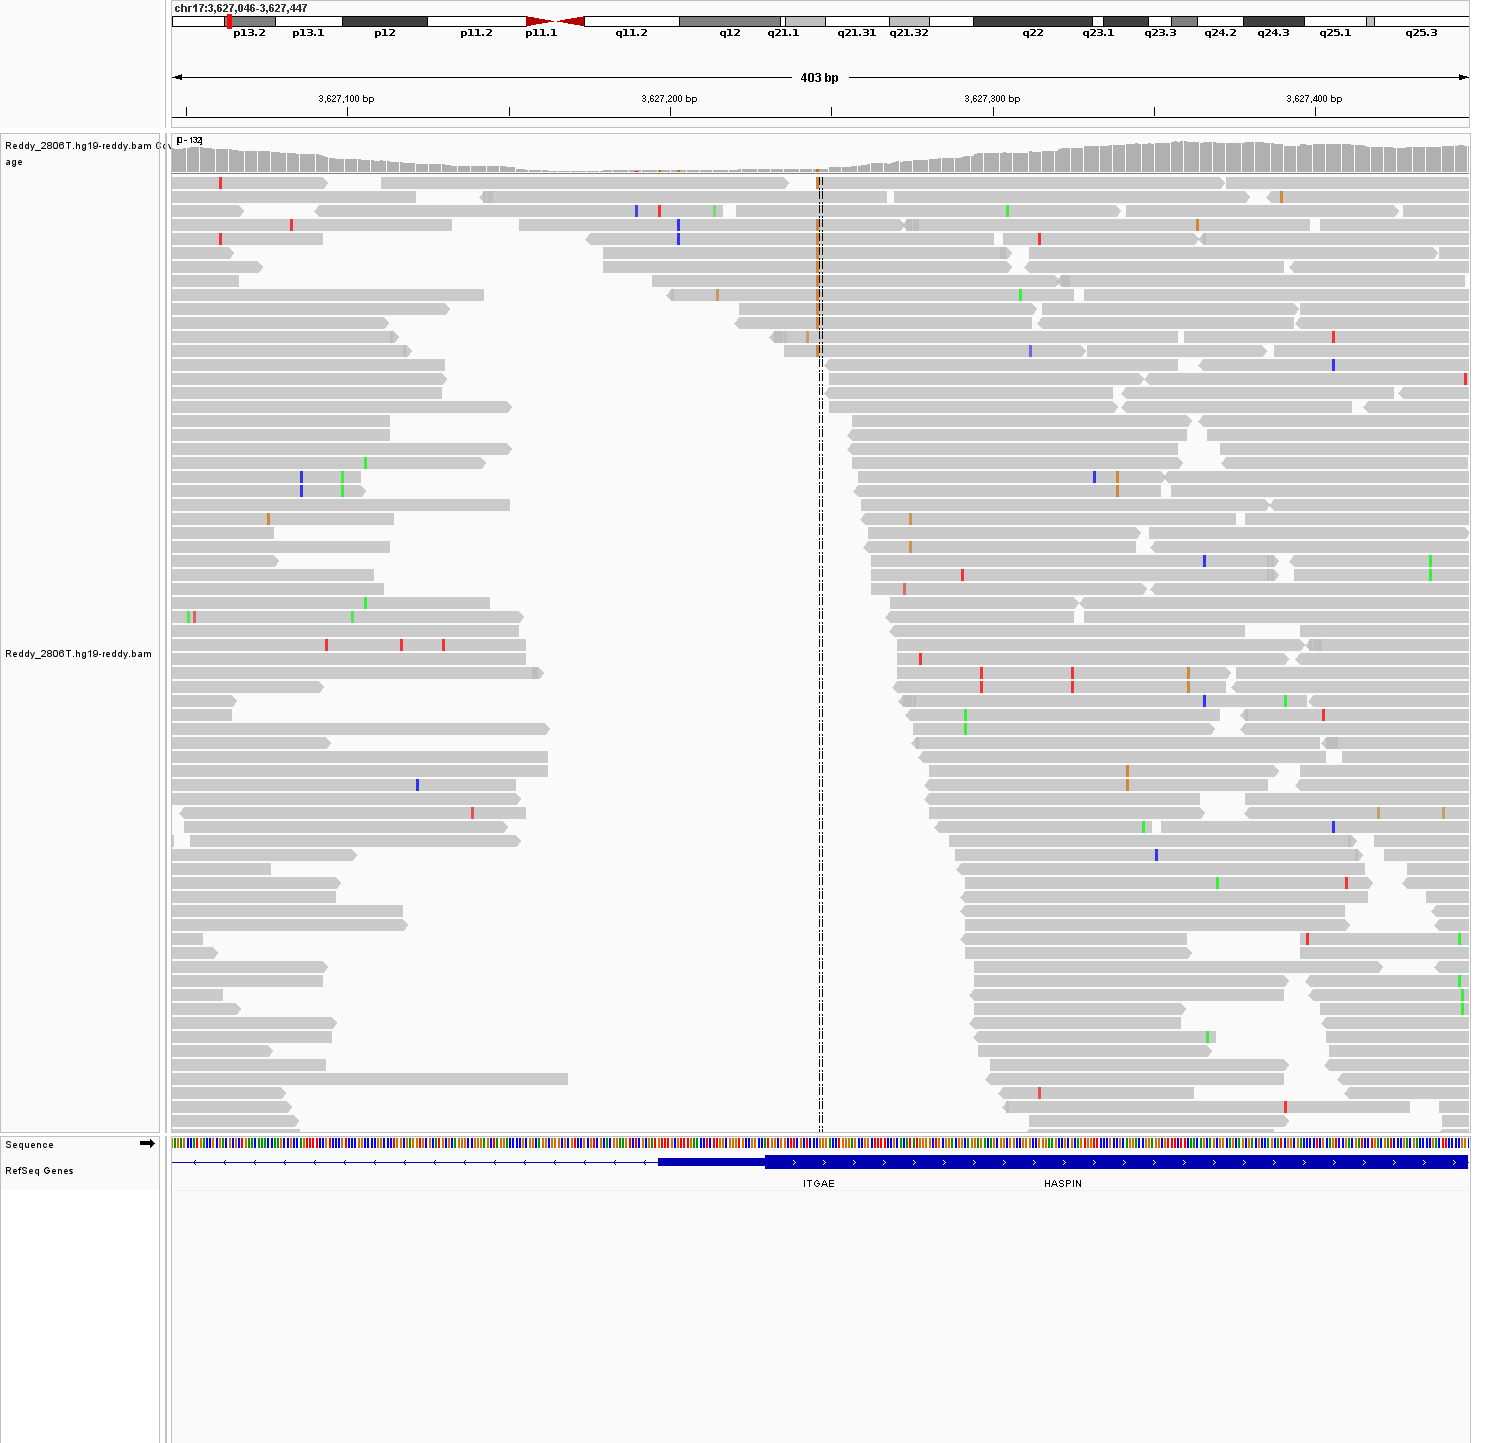 chr17:3,627,046-3,627,447
p13.2 p13.1 p12 p11.2 p11.1 q11.2 q12 q21.1 q21.31 q21.32 q22 q23.1 q23.3 q24.2 q24.3 q25.1 q25.3
403 bp
3,627,100 bp 3,627,200 bp 3,627,300 bp 3,627,400 bp
[0 - 132]
Reddy_2806T.hg19-reddy.bam Cov
age
Reddy_2806T.hg19-reddy.bam
Sequence
RefSeq Genes
ITGAE HASPIN